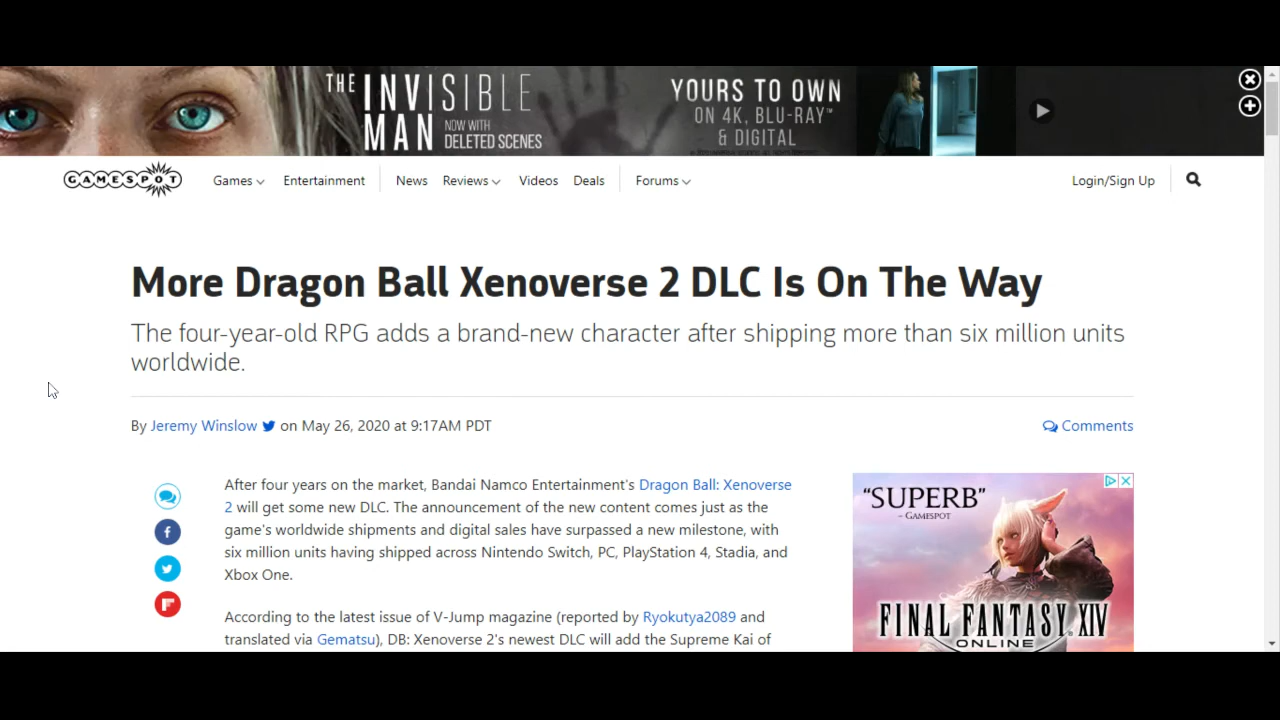 THE
INVISIBLE
MAN
NOW WITH
DELETED SCENES
YOURS TO OWN
ON 4K, BLU-RAY™
& DIGITAL
GAMESPOT
Games
Entertainment
News
Reviews
Videos
Deals
Forums
Login/Sign Up
More Dragon Ball Xenoverse 2 DLC Is On The Way
The four-year-old RPG adds a brand-new character after shipping more than six million units
worldwide.
By Jeremy Winslow on May 26, 2020 at 9:17AM PDT
Comments
After four years on the market, Bandai Namco Entertainment's Dragon Ball: Xenoverse
2 will get some new DLC. The announcement of the new content comes just as the
game's worldwide shipments and digital sales have surpassed a new milestone, with
six million units having shipped across Nintendo Switch, PC, PlayStation 4, Stadia, and
Xbox One.
According to the latest issue of V-Jump magazine (reported by Ryokutya2089 and
translated via Gematsu), DB: Xenoverse 2's newest DLC will add the Supreme Kai of
"SUPERB"
- GAMESPOT
FINAL FANTASY XIV
ONLINE